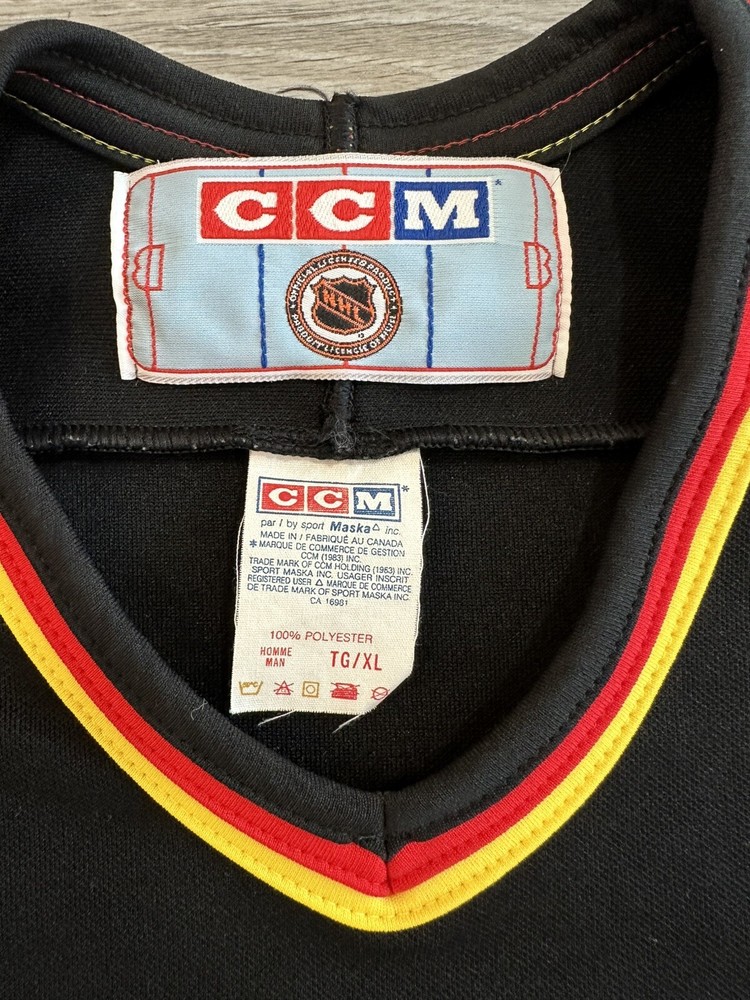 CCM
OFFICIAL LICENSED PRODUCT
NHL
PRODUIT LICENCIE OFFICIEL
CCM*
par / by sport Maska△ inc.
MADE IN / FABRIQUÉ AU CANADA
* MARQUE DE COMMERCE DE GESTION
CCM (1983) INC.
TRADE MARK OF CCM HOLDING (1983) INC.
SPORT MASKA INC. USAGER INSCRIT
REGISTERED USER △ MARQUE DE COMMERCE
DE TRADE MARK OF SPORT MASKA INC.
CA 16981
100% POLYESTER
HOMME
MAN
TG/XL